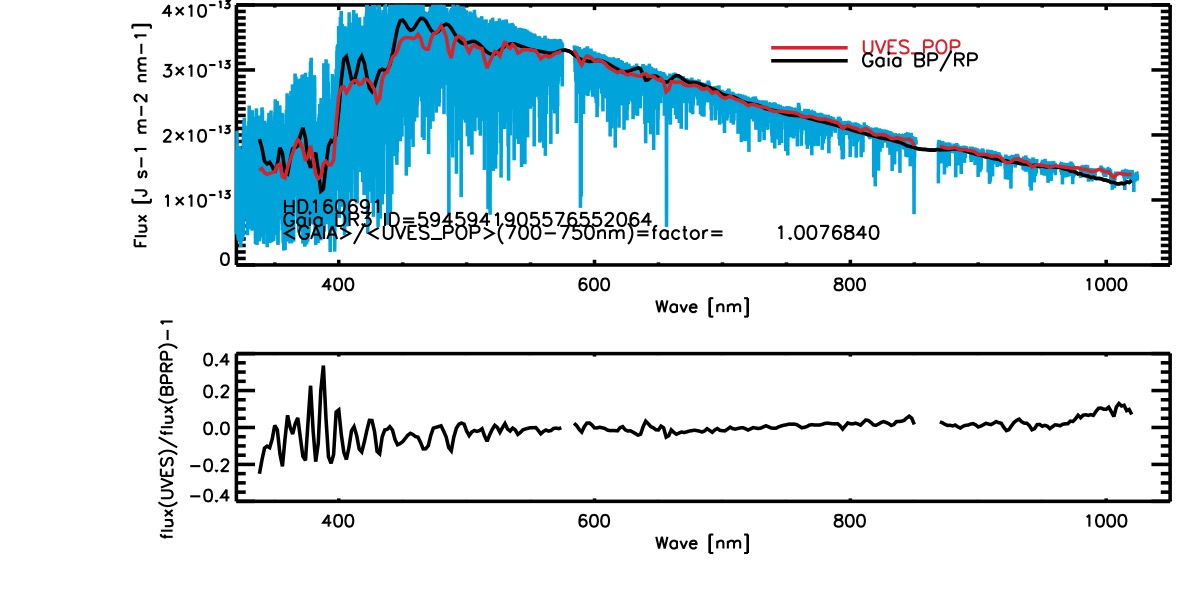 4×10−13
3×10−13
2×10−13
1×10−13
0
Flux [J s−1 m−2 nm−1]
UVES_POP
Gaia BP/RP
HD160691
Gaia DR3 ID=5945941905576552064
<GAIA>/<UVES_POP>(700−750nm)=factor= 1.0076840
400 600 800 1000
Wave [nm]
flux(UVES)/flux(BPRP)−1
0.4
0.2
0.0
−0.2
−0.4
400 600 800 1000
Wave [nm]